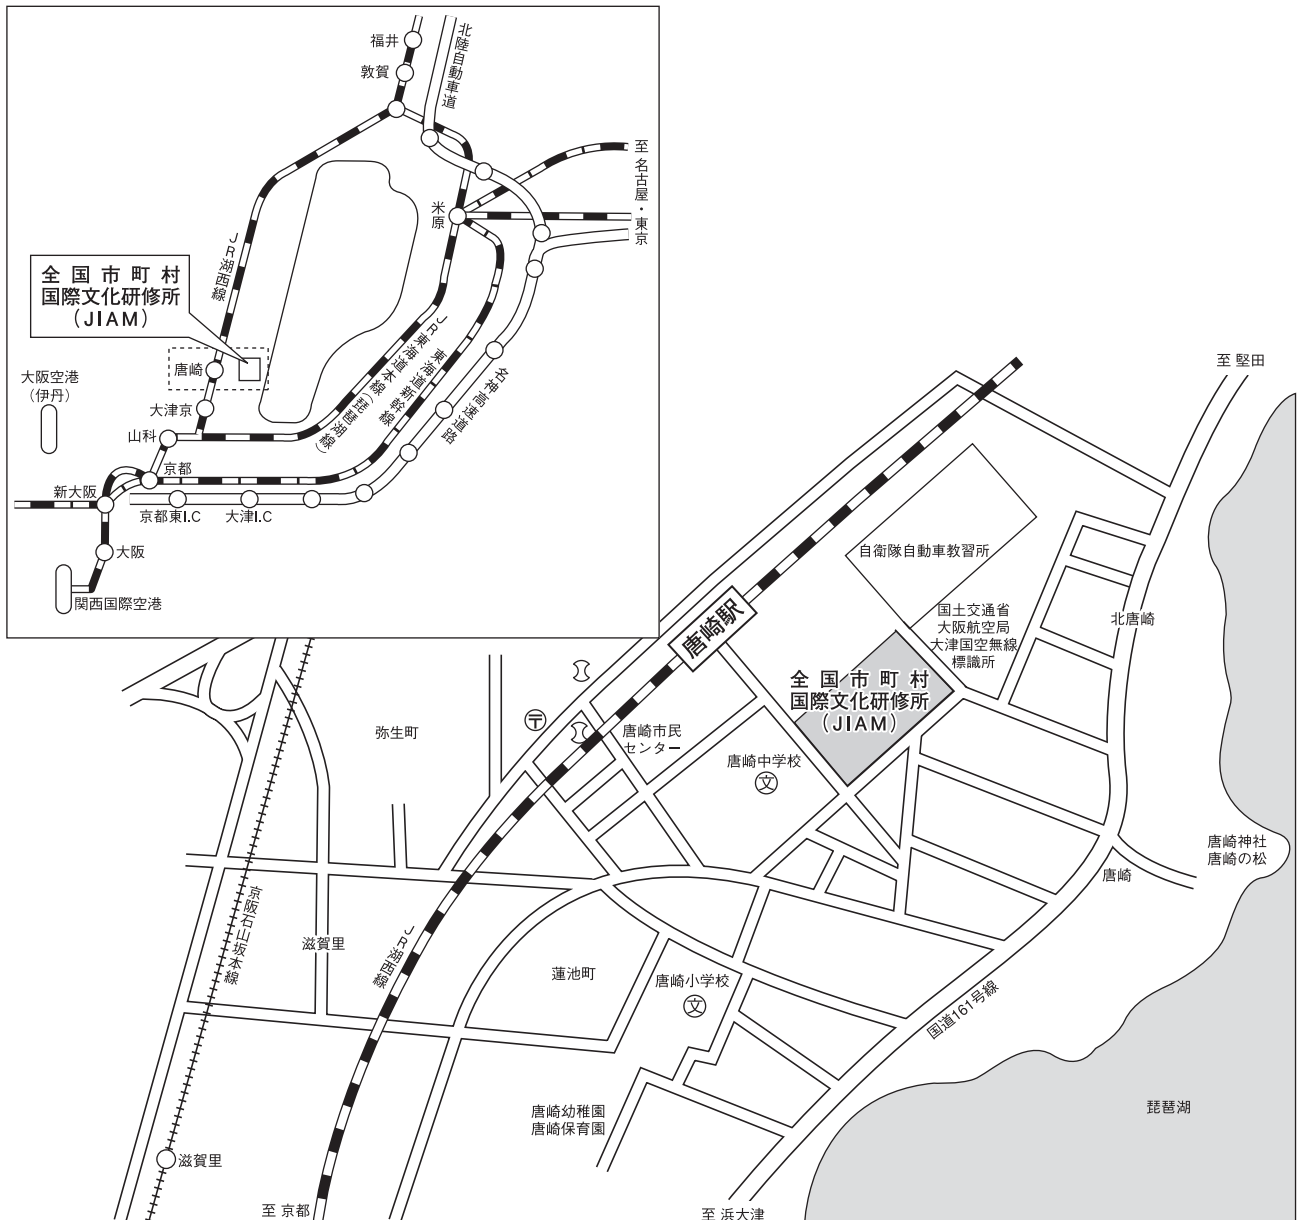 福井
敦賀
北陸自動車道
至 名古屋・東京
米原
JR湖西線
全国市町村
国際文化研修所
(JIAM)
唐崎
大阪空港
(伊丹)
大津京
山科
京都
新大阪
京都東I.C
大津I.C
大阪
関西国際空港
JR東海道本線(琵琶湖線)
東海道新幹線
名神高速道路
至 堅田
自衛隊自動車教習所
国土交通省
大阪航空局
大津国空無線
標識所
北唐崎
唐崎駅
全国市町村
国際文化研修所
(JIAM)
〒
弥生町
唐崎市民
センター
唐崎中学校
文
唐崎神社
唐崎の松
唐崎
京阪石山坂本線
滋賀里
JR湖西線
蓮池町
唐崎小学校
文
国道161号線
唐崎幼稚園
唐崎保育園
琵琶湖
滋賀里
至 京都
至 浜大津